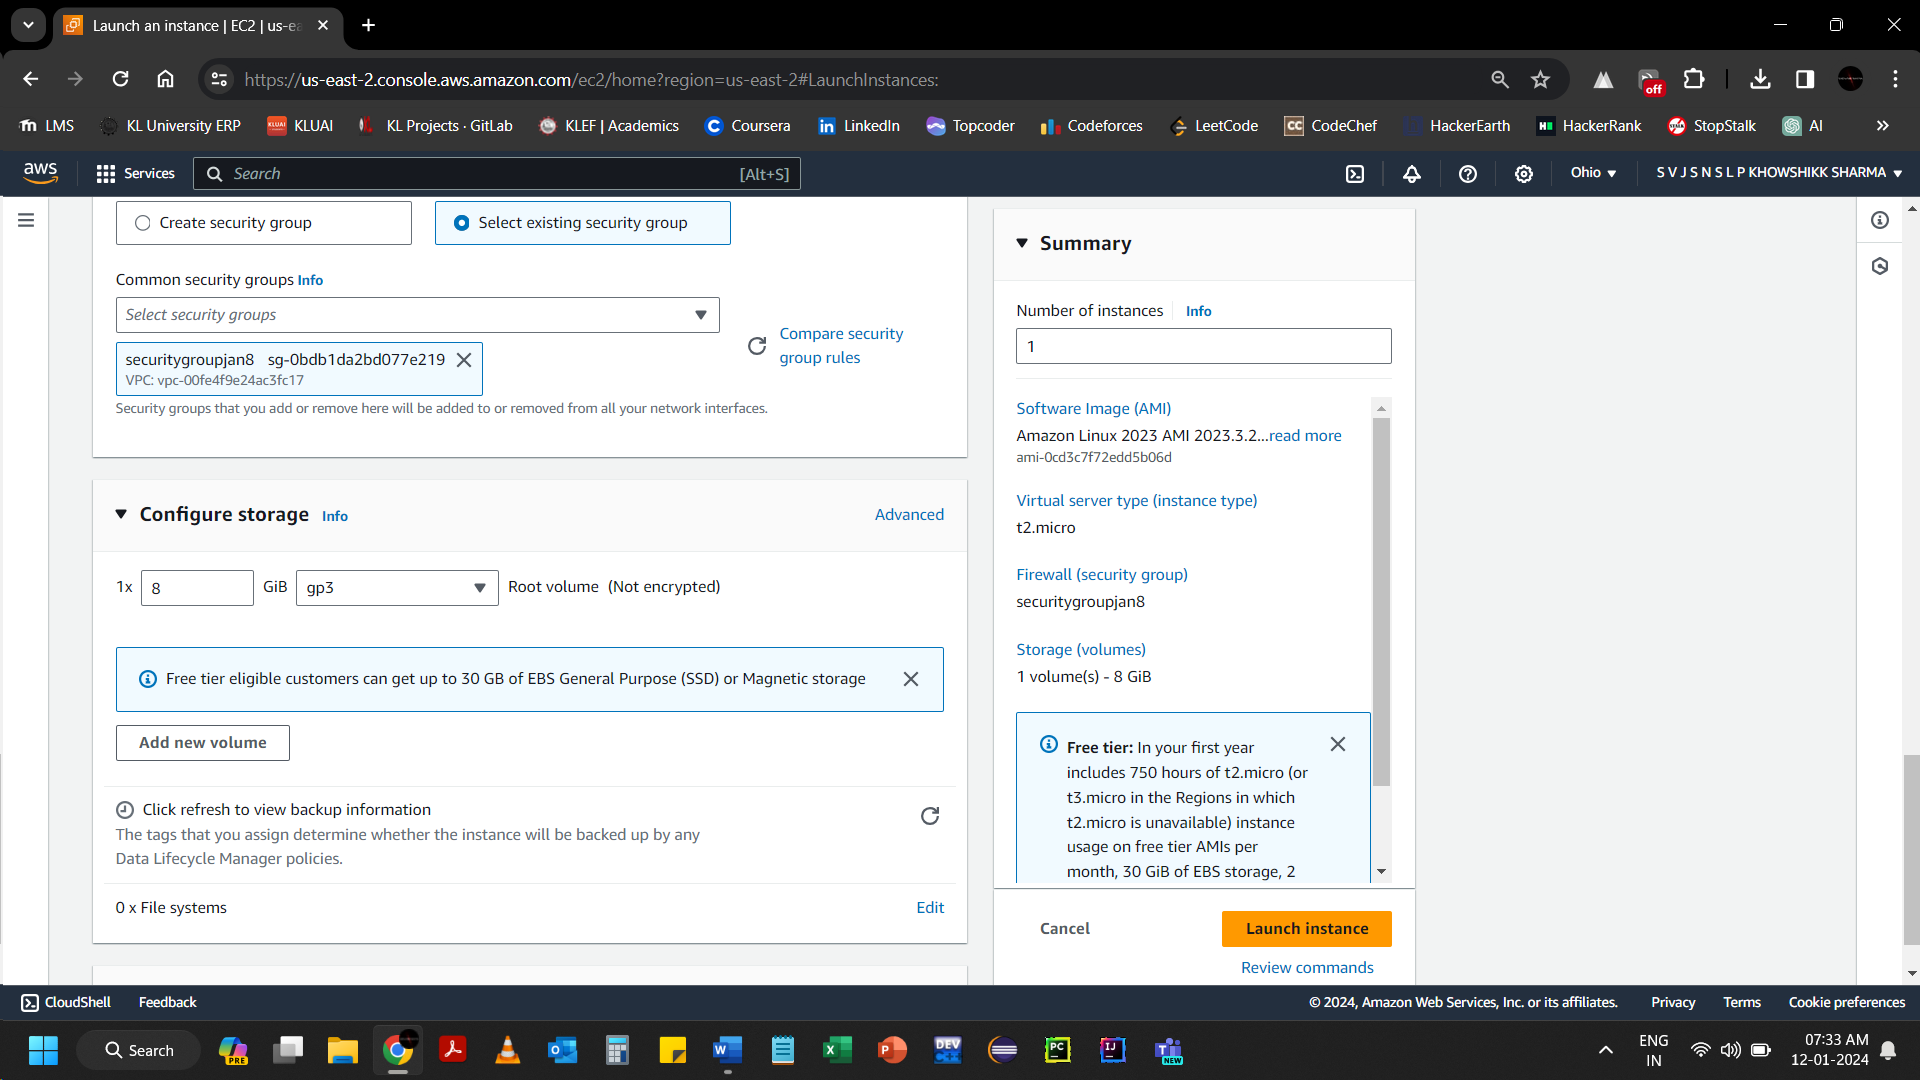 Launch an instance | EC2 | us-ea
https://us-east-2.console.aws.amazon.com/ec2/home?region=us-east-2#LaunchInstances:
off
LMS
KL University ERP
KLUAI
KL Projects · GitLab
KLEF | Academics
Coursera
LinkedIn
Topcoder
Codeforces
LeetCode
CodeChef
HackerEarth
HackerRank
StopStalk
AI
aws
Services
Search
[Alt+S]
Ohio
S V J S N S L P KHOWSHIKK SHARMA
Create security group
Select existing security group
Common security groups Info
Select security groups
securitygroupjan8 sg-0bdb1da2bd077e219
VPC: vpc-00fe4f9e24ac3fc17
Compare security
group rules
Security groups that you add or remove here will be added to or removed from all your network interfaces.
Configure storage Info
Advanced
1x
8
GiB
gp3
Root volume (Not encrypted)
Free tier eligible customers can get up to 30 GB of EBS General Purpose (SSD) or Magnetic storage
Add new volume
Click refresh to view backup information
The tags that you assign determine whether the instance will be backed up by any
Data Lifecycle Manager policies.
0 x File systems
Edit
Summary
Number of instances
Info
1
Software Image (AMI)
Amazon Linux 2023 AMI 2023.3.2...read more
ami-0cd3c7f72edd5b06d
Virtual server type (instance type)
t2.micro
Firewall (security group)
securitygroupjan8
Storage (volumes)
1 volume(s) - 8 GiB
Free tier: In your first year
includes 750 hours of t2.micro (or
t3.micro in the Regions in which
t2.micro is unavailable) instance
usage on free tier AMIs per
month, 30 GiB of EBS storage, 2
Cancel
Launch instance
Review commands
CloudShell
Feedback
© 2024, Amazon Web Services, Inc. or its affiliates.
Privacy
Terms
Cookie preferences
Search
PRE
DEV
PC
IJ
NEW
ENG
IN
07:33 AM
12-01-2024